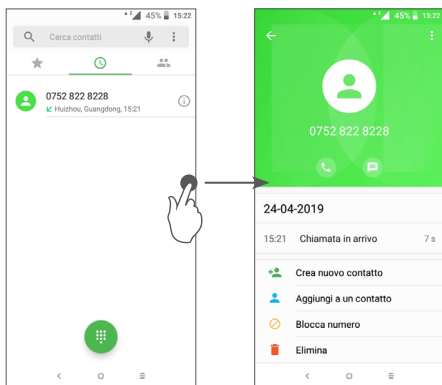 45% 15:22
Cerca contatti
0752 822 8228
Huizhou, Guangdong, 15:21
45% 15:22
0752 822 8228
24-04-2019
15:21 Chiamata in arrivo 7 s
Crea nuovo contatto
Aggiungi a un contatto
Blocca numero
Elimina